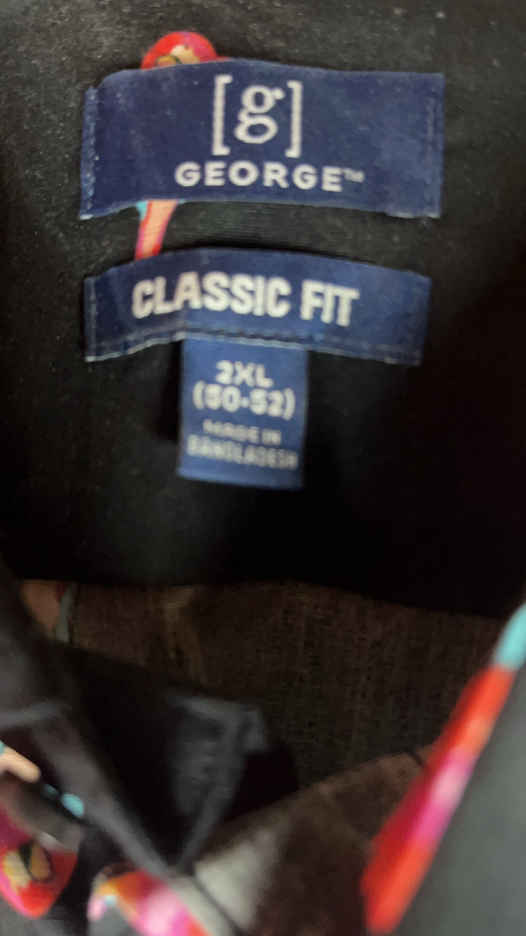 [g]
GEORGE™
CLASSIC FIT
2XL
(50-52)
MADE IN
BANGLADESH